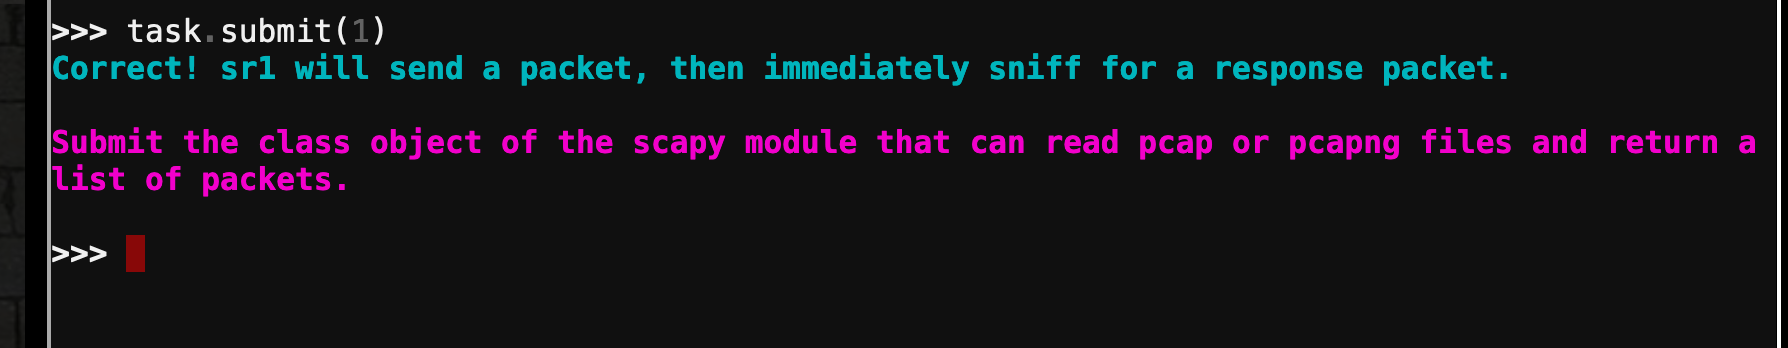 >>> task.submit(1)
Correct! sr1 will send a packet, then immediately sniff for a response packet.
Submit the class object of the scapy module that can read pcap or pcapng files and return a
list of packets.
>>>